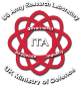 US Army Research Laboratory
ITA
UK Ministry of Defence